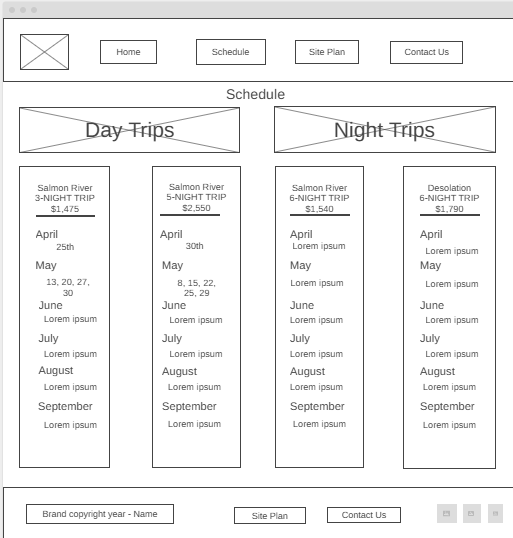 Home
Schedule
Site Plan
Contact Us
Schedule
Day Trips
Night Trips
Salmon River
3-NIGHT TRIP
$1,475
April
25th
May
13, 20, 27,
30
June
Lorem ipsum
July
Lorem ipsum
August
Lorem ipsum
September
Lorem ipsum
Salmon River
5-NIGHT TRIP
$2,550
April
30th
May
8, 15, 22,
25, 29
June
Lorem ipsum
July
Lorem ipsum
August
Lorem ipsum
September
Lorem ipsum
Salmon River
6-NIGHT TRIP
$1,540
April
Lorem ipsum
May
Lorem ipsum
June
Lorem ipsum
July
Lorem ipsum
August
Lorem ipsum
September
Lorem ipsum
Desolation
6-NIGHT TRIP
$1,790
April
Lorem ipsum
May
Lorem ipsum
June
Lorem ipsum
July
Lorem ipsum
August
Lorem ipsum
September
Lorem ipsum
Brand copyright year - Name
Site Plan
Contact Us